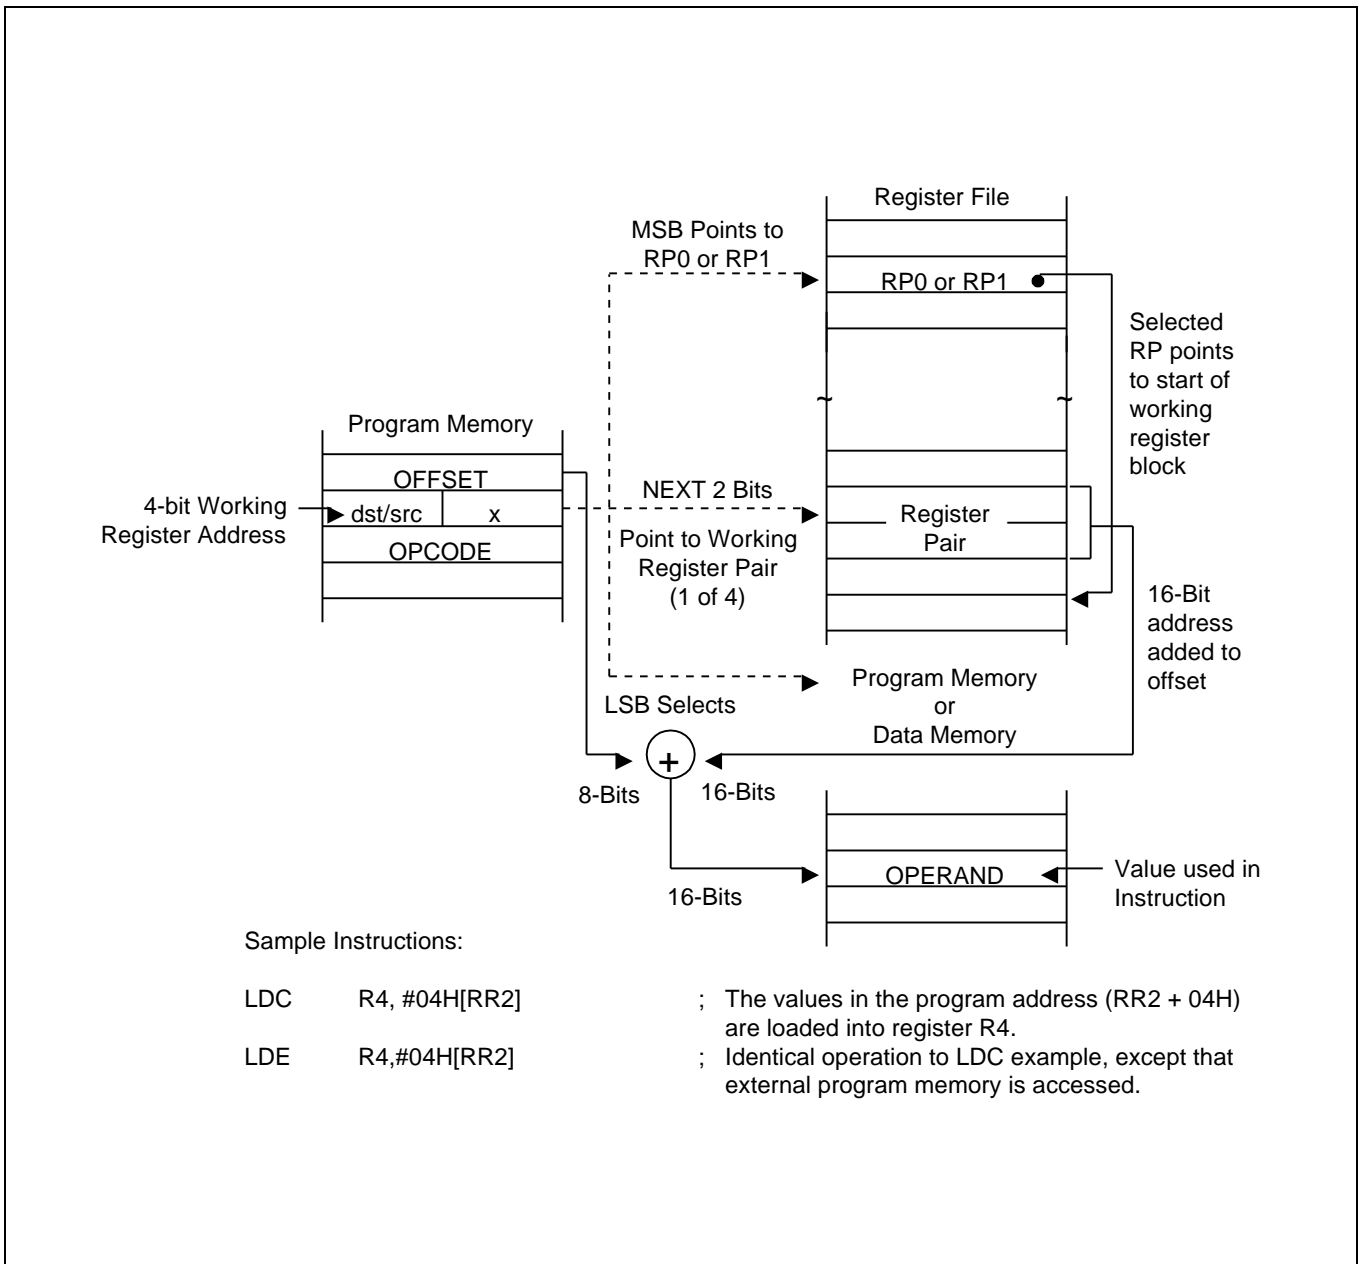 Register File
MSB Points to
RP0 or RP1
RP0 or RP1
Selected
RP points
to start of
working
register
block
~ ~
Program Memory
OFFSET
4-bit Working
Register Address
dst/src x
OPCODE
NEXT 2 Bits
Point to Working
Register Pair
(1 of 4)
Register
Pair
16-Bit
address
added to
offset
Program Memory
or
Data Memory
LSB Selects
+
8-Bits 16-Bits
16-Bits
OPERAND
Value used in
Instruction
Sample Instructions:
LDC R4, #04H[RR2] ; The values in the program address (RR2 + 04H)
are loaded into register R4.
LDE R4,#04H[RR2] ; Identical operation to LDC example, except that
external program memory is accessed.